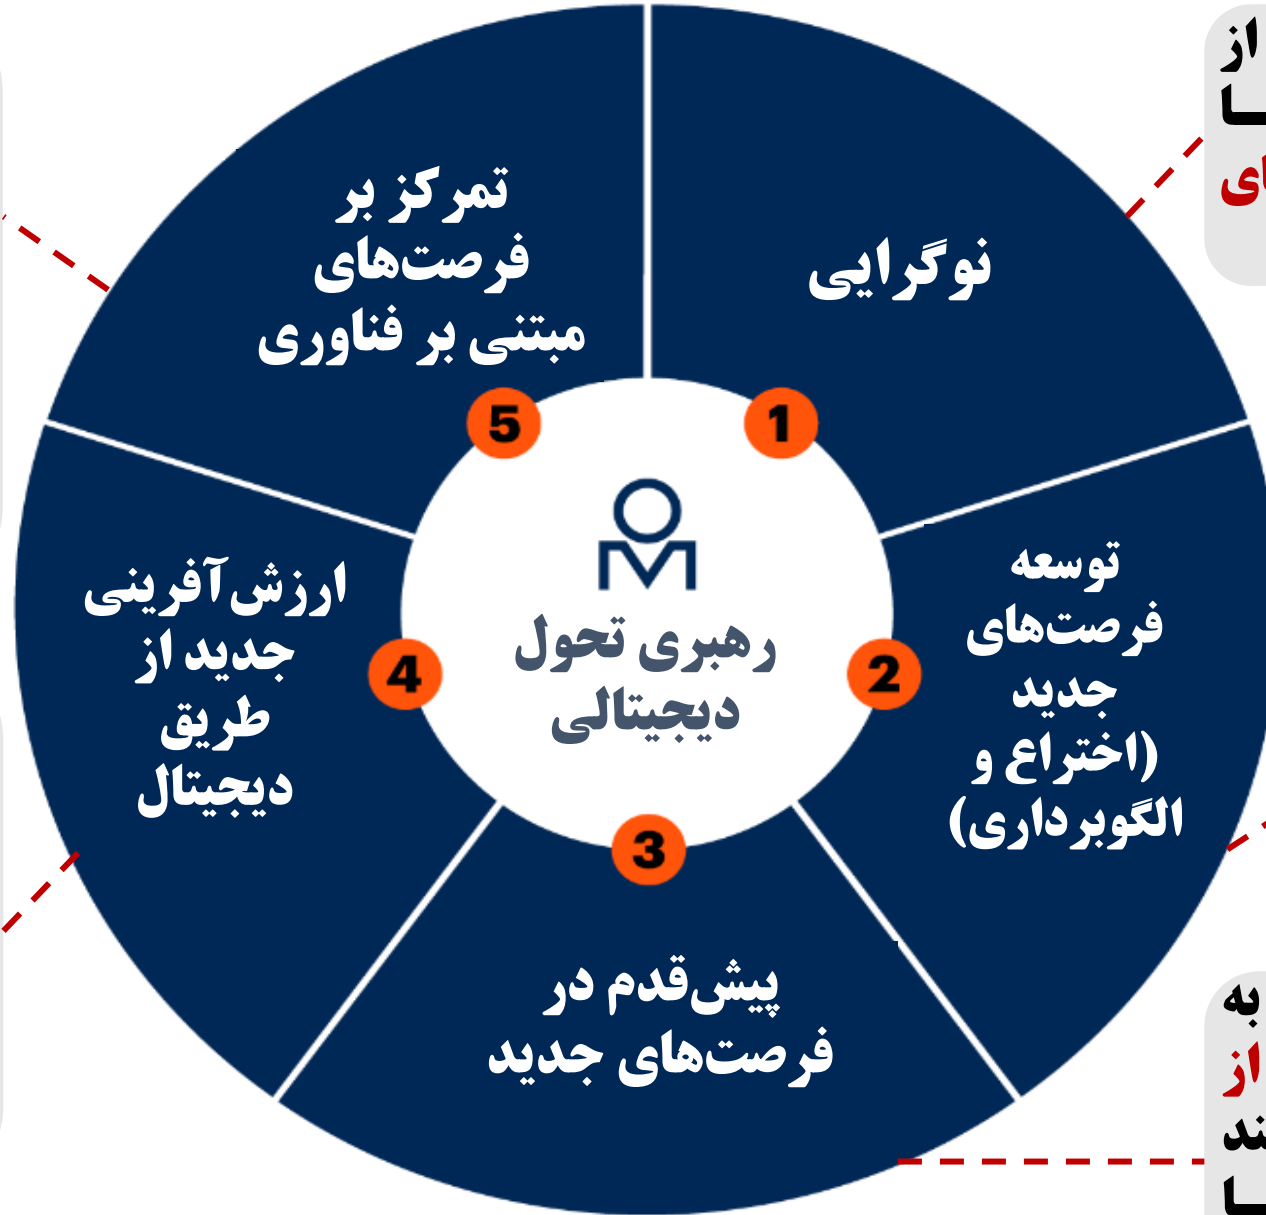 رهبری تحول
دیجیتالی
1
نوگرایی
2
توسعه
فرصت‌های
جدید
(اختراع و
الگوبرداری)
3
پیش‌قدم در
فرصت‌های جدید
4
ارزش‌آفرینی
جدید از
طریق
دیجیتال
5
تمرکز بر
فرصت‌های
مبتنی بر فناوری
از
به
از